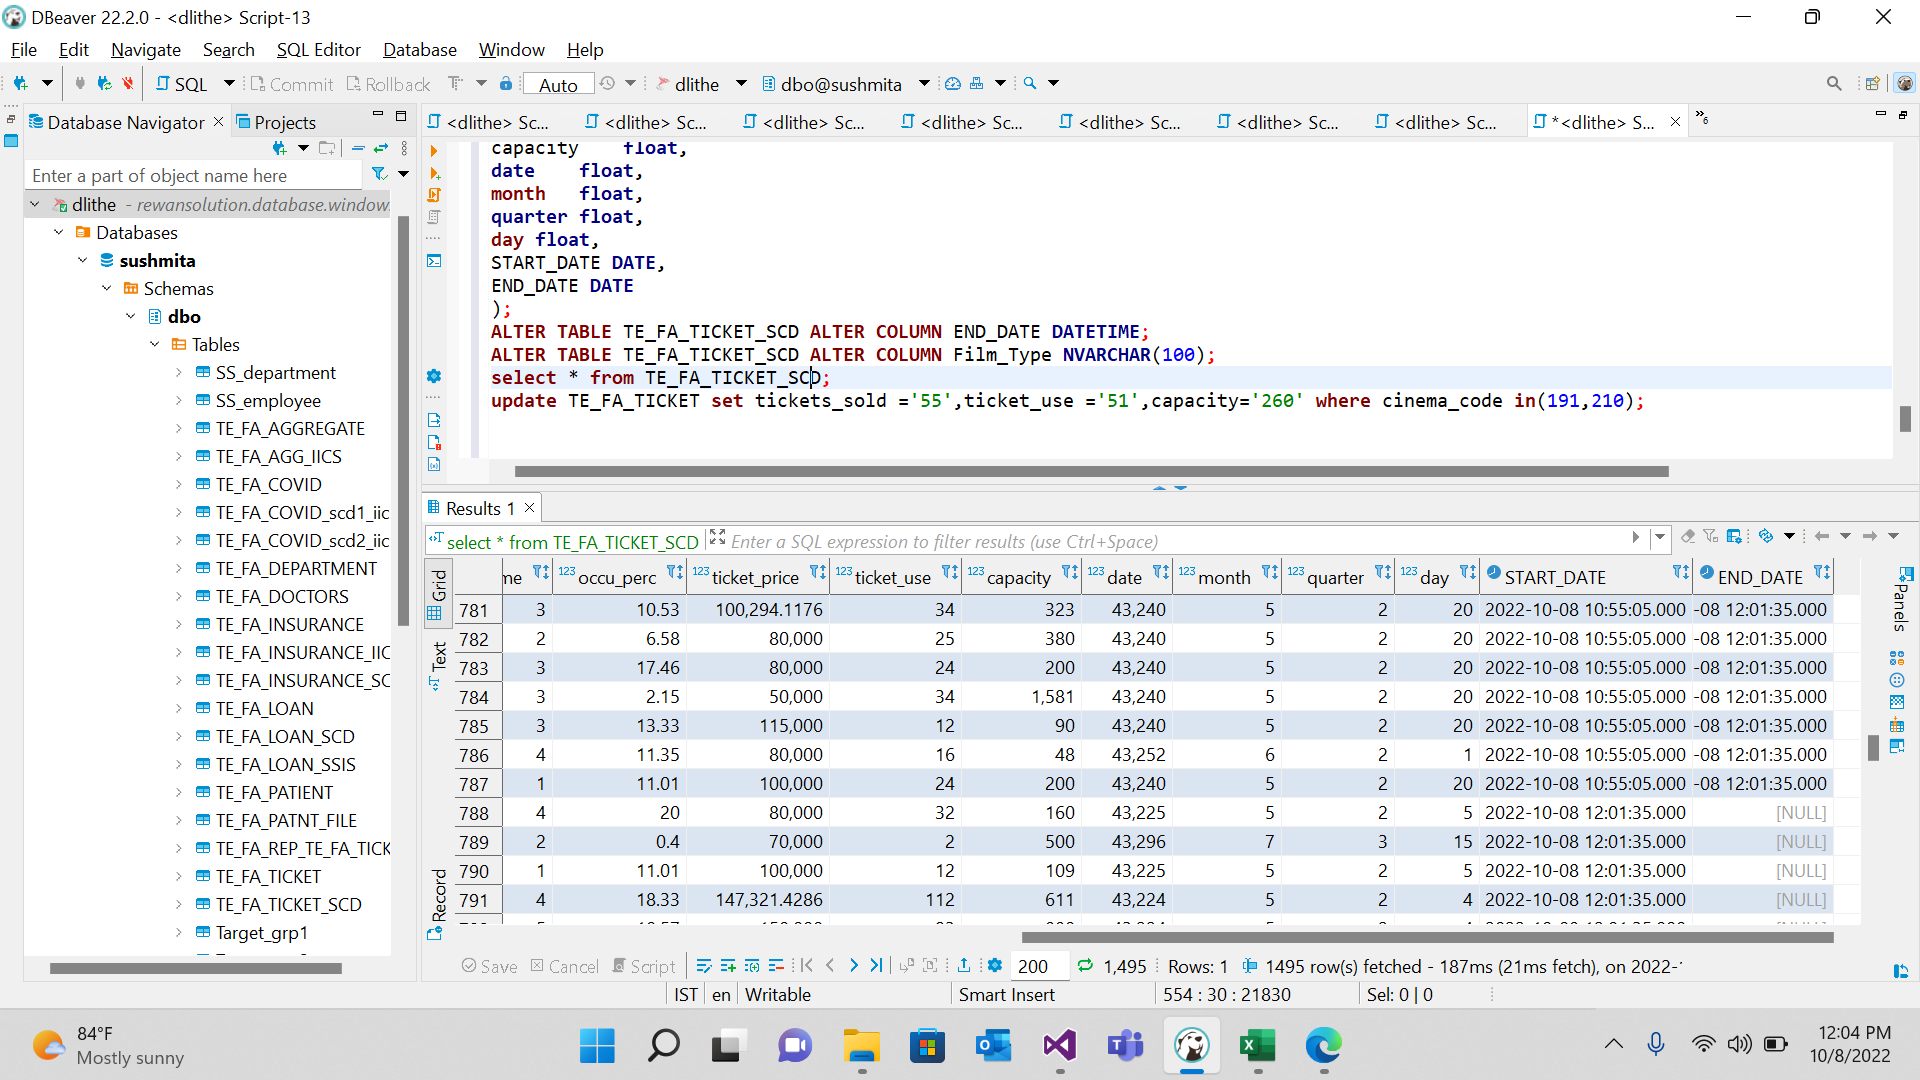 DBeaver 22.2.0 - <dlithe> Script-13
File Edit Navigate Search SQL Editor Database Window Help
SQL Commit Rollback Auto dlithe dbo@sushmita
Database Navigator Projects
<dlithe> Sc... <dlithe> Sc... <dlithe> Sc... <dlithe> Sc... <dlithe> Sc... <dlithe> Sc... <dlithe> Sc... *<dlithe> S... »6
Enter a part of object name here
dlithe - rewansolution.database.window.
Databases
sushmita
Schemas
dbo
Tables
SS_department
SS_employee
TE_FA_AGGREGATE
TE_FA_AGG_IICS
TE_FA_COVID
TE_FA_COVID_scd1_iic
TE_FA_COVID_scd2_iic
TE_FA_DEPARTMENT
TE_FA_DOCTORS
TE_FA_INSURANCE
TE_FA_INSURANCE_IIC
TE_FA_INSURANCE_SC
TE_FA_LOAN
TE_FA_LOAN_SCD
TE_FA_LOAN_SSIS
TE_FA_PATIENT
TE_FA_PATNT_FILE
TE_FA_REP_TE_FA_TICK
TE_FA_TICKET
TE_FA_TICKET_SCD
Target_grp1
capacity float,
date float,
month float,
quarter float,
day float,
START_DATE DATE,
END_DATE DATE
);
ALTER TABLE TE_FA_TICKET_SCD ALTER COLUMN END_DATE DATETIME;
ALTER TABLE TE_FA_TICKET_SCD ALTER COLUMN Film_Type NVARCHAR(100);
select * from TE_FA_TICKET_SCD;
update TE_FA_TICKET set tickets_sold ='55',ticket_use ='51',capacity='260' where cinema_code in(191,210);
Results 1
select * from TE_FA_TICKET_SCD Enter a SQL expression to filter results (use Ctrl+Space)
Grid
Text
Record
Panels
me 123 occu_perc 123 ticket_price 123 ticket_use 123 capacity 123 date 123 month 123 quarter 123 day START_DATE END_DATE
781 3 10.53 100,294.1176 34 323 43,240 5 2 20 2022-10-08 10:55:05.000 -08 12:01:35.000
782 2 6.58 80,000 25 380 43,240 5 2 20 2022-10-08 10:55:05.000 -08 12:01:35.000
783 3 17.46 80,000 24 200 43,240 5 2 20 2022-10-08 10:55:05.000 -08 12:01:35.000
784 3 2.15 50,000 34 1,581 43,240 5 2 20 2022-10-08 10:55:05.000 -08 12:01:35.000
785 3 13.33 115,000 12 90 43,240 5 2 20 2022-10-08 10:55:05.000 -08 12:01:35.000
786 4 11.35 80,000 16 48 43,252 6 2 1 2022-10-08 10:55:05.000 -08 12:01:35.000
787 1 11.01 100,000 24 200 43,240 5 2 20 2022-10-08 10:55:05.000 -08 12:01:35.000
788 4 20 80,000 32 160 43,225 5 2 5 2022-10-08 12:01:35.000 [NULL]
789 2 0.4 70,000 2 500 43,296 7 3 15 2022-10-08 12:01:35.000 [NULL]
790 1 11.01 100,000 12 109 43,225 5 2 5 2022-10-08 12:01:35.000 [NULL]
791 4 18.33 147,321.4286 112 611 43,224 5 2 4 2022-10-08 12:01:35.000 [NULL]
Save Cancel Script 200 1,495 Rows: 1 1495 row(s) fetched - 187ms (21ms fetch), on 2022-
IST en Writable Smart Insert 554 : 30 : 21830 Sel: 0 | 0
84°F
Mostly sunny
12:04 PM
10/8/2022